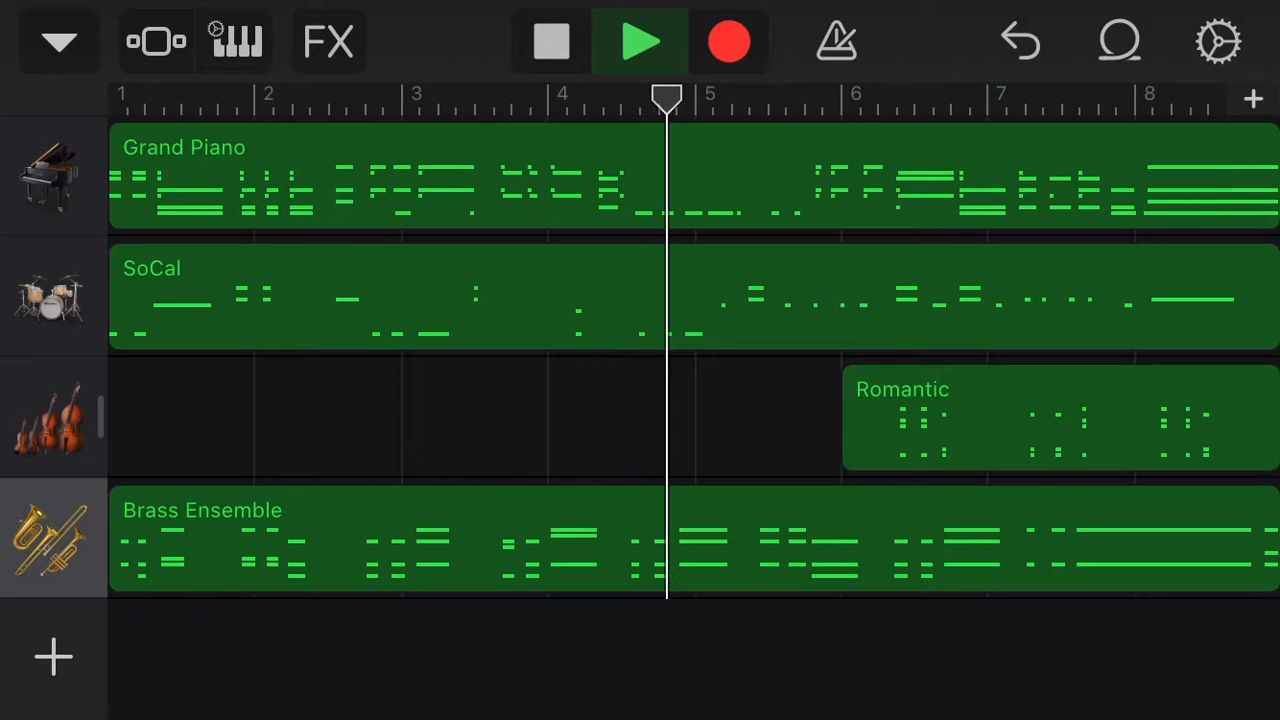 FX
1 2 3 4 5 6 7 8
Grand Piano
SoCal
Romantic
Brass Ensemble